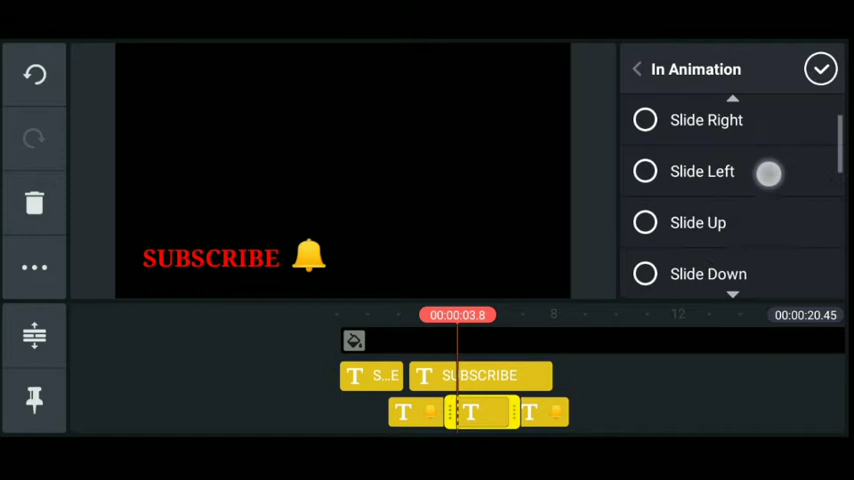 In Animation
Slide Right
Slide Left
Slide Up
Slide Down
SUBSCRIBE 🔔
00:00:03.8
8
12
00:00:20.45
T S...E
T SUBSCRIBE
T 🔔
T
T 🔔